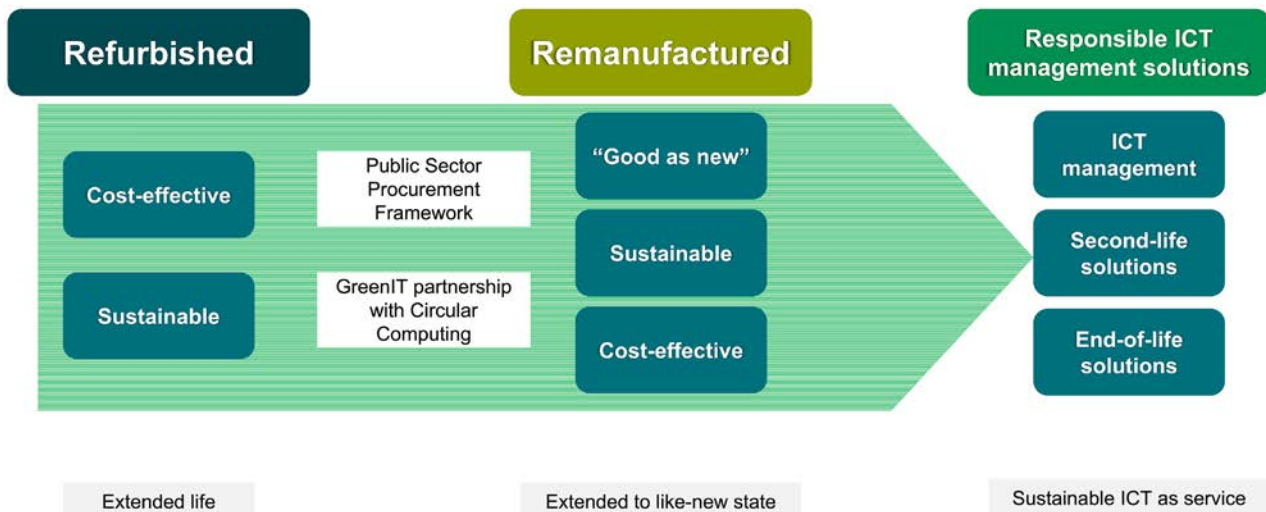 Refurbished
Remanufactured
Responsible ICT
management solutions
Cost-effective
Sustainable
Public Sector
Procurement
Framework
GreenIT partnership
with Circular
Computing
“Good as new”
Sustainable
Cost-effective
ICT
management
Second-life
solutions
End-of-life
solutions
Extended life
Extended to like-new state
Sustainable ICT as service